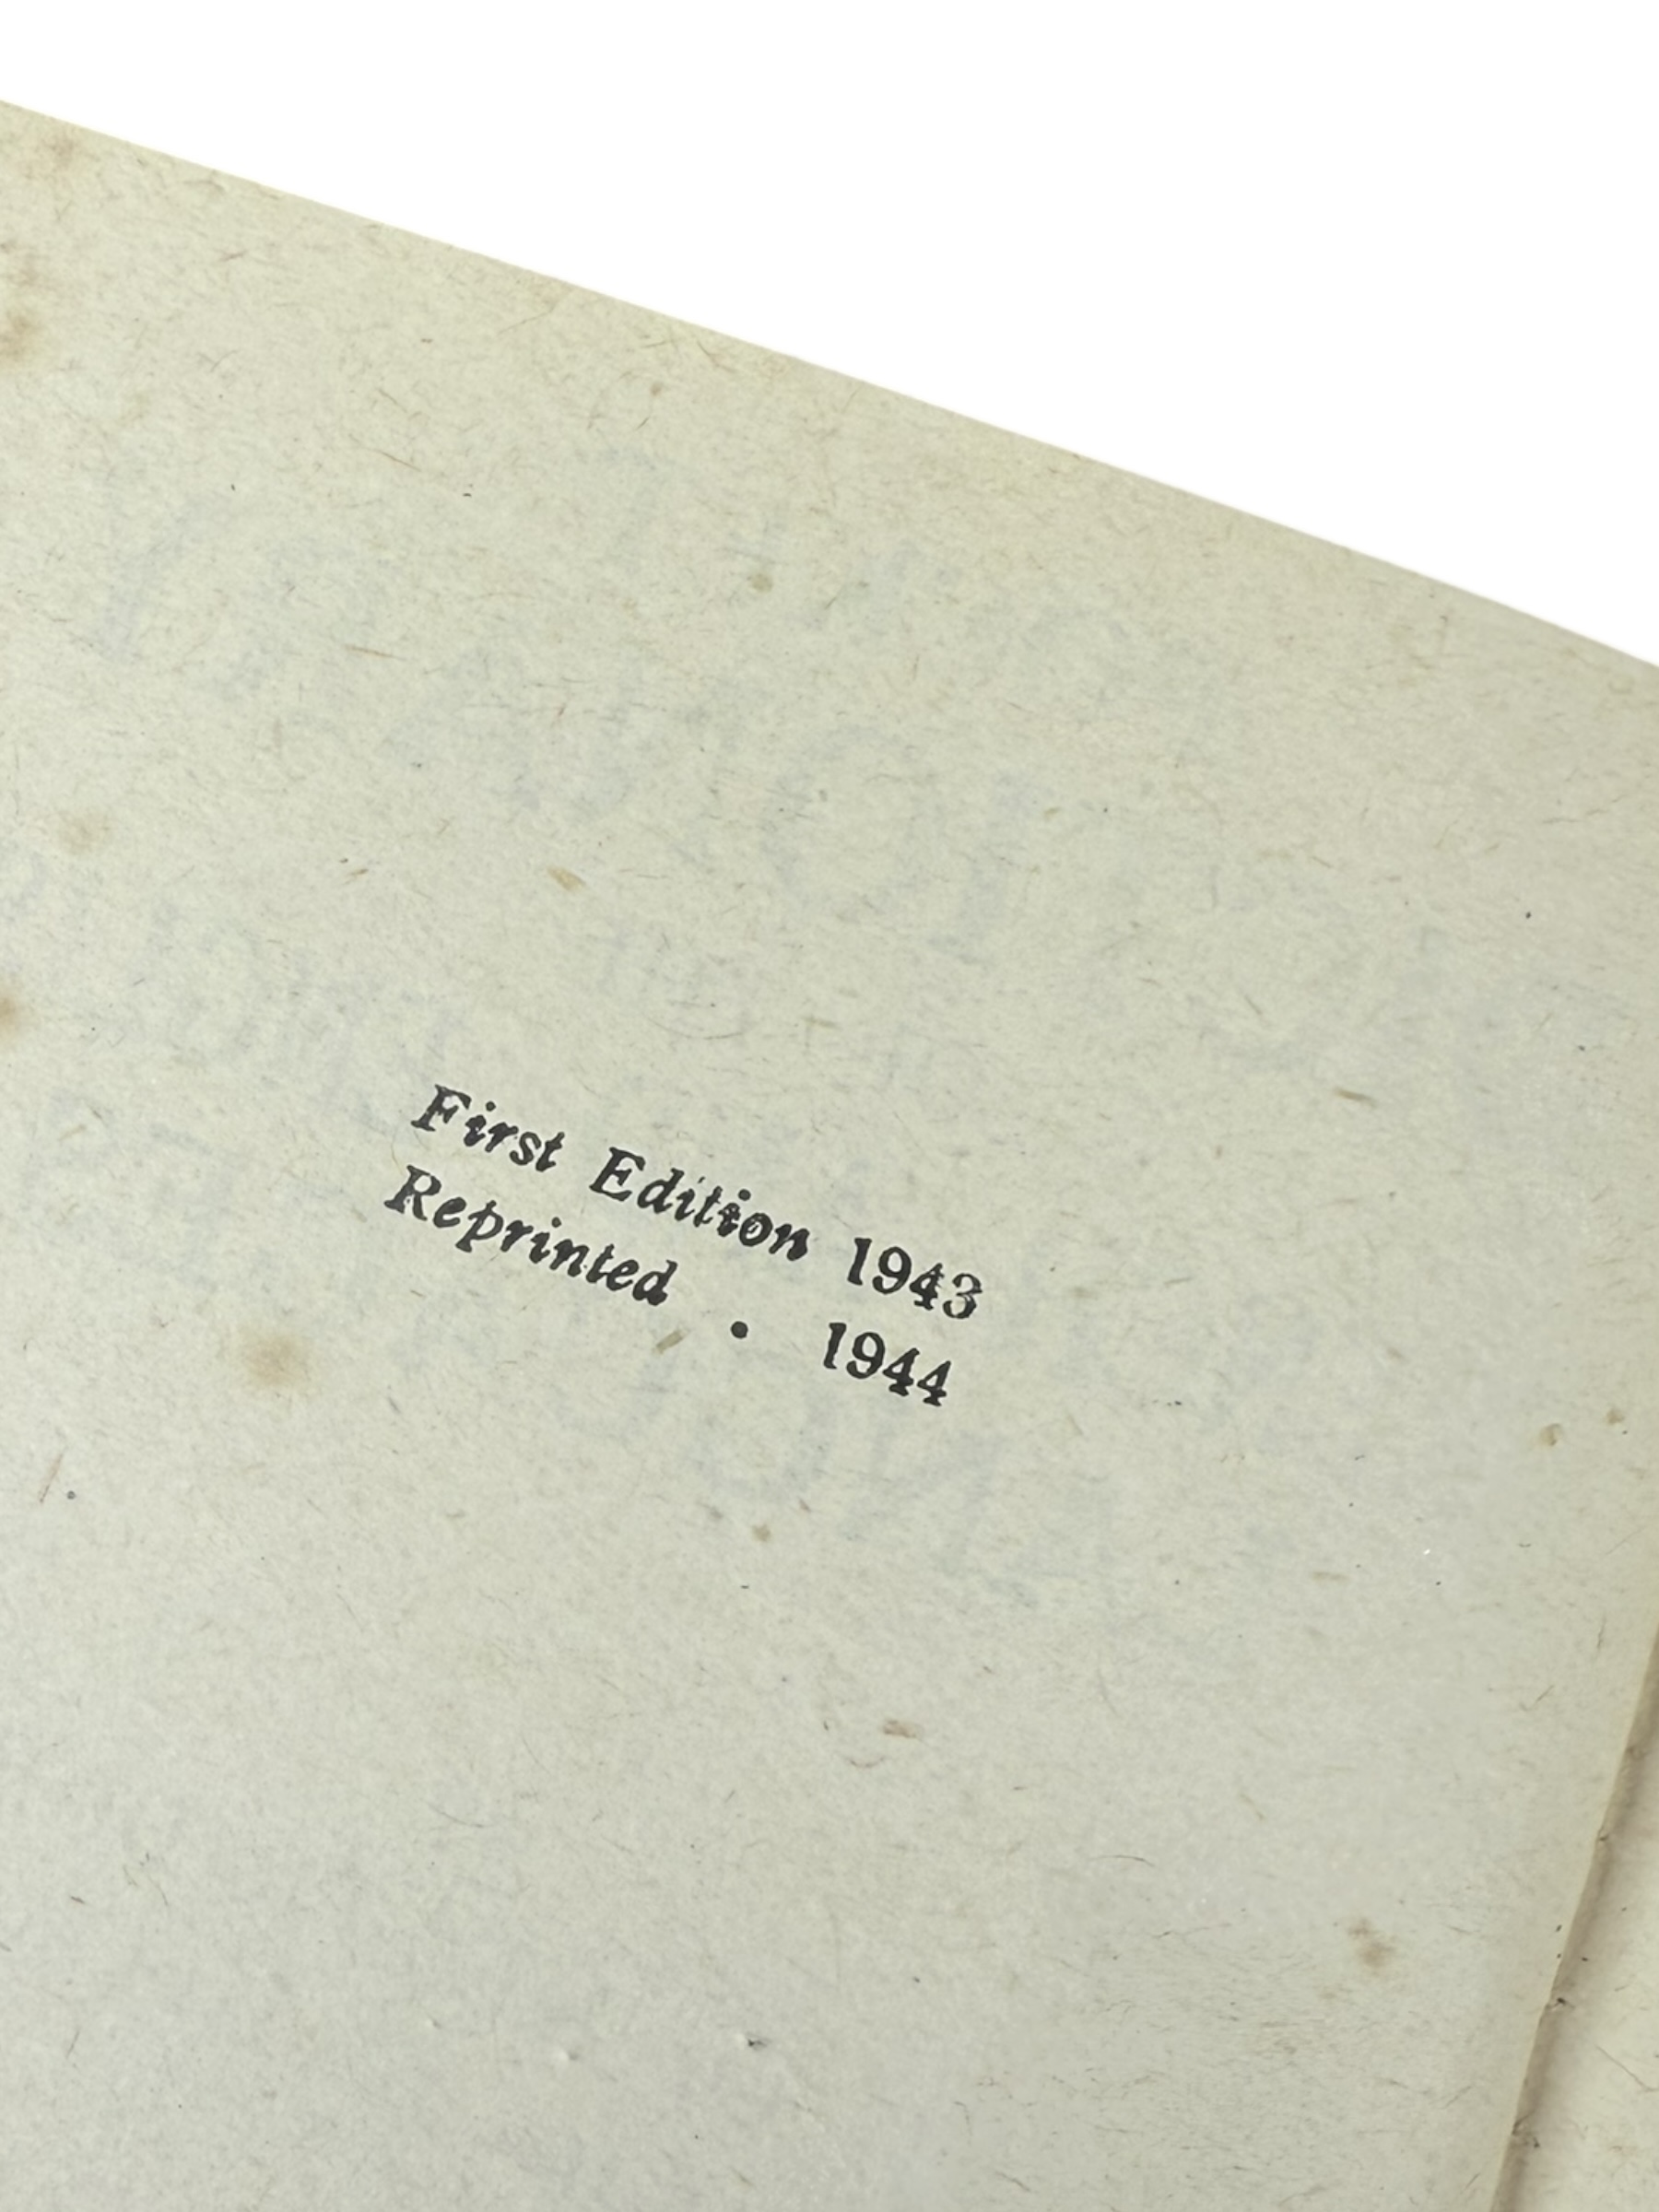 First Edition 1943
Reprinted . 1944